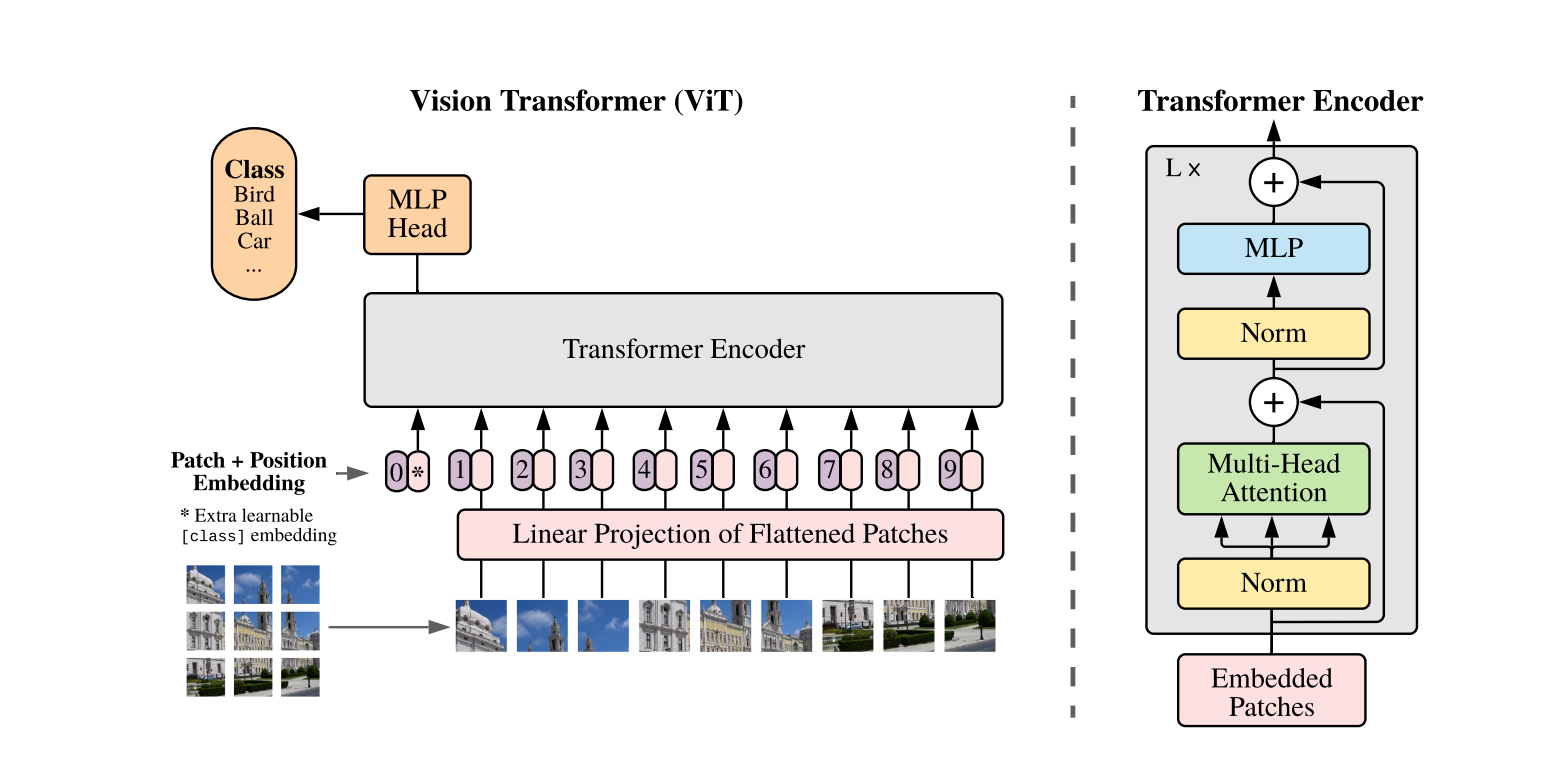 Vision Transformer (ViT)
Class
Bird
Ball
Car
...
MLP
Head
Transformer Encoder
Patch + Position
Embedding
0 * 1 2 3 4 5 6 7 8 9
* Extra learnable
[class] embedding
Linear Projection of Flattened Patches
Transformer Encoder
L ×
+
MLP
Norm
+
Multi-Head
Attention
Norm
Embedded
Patches